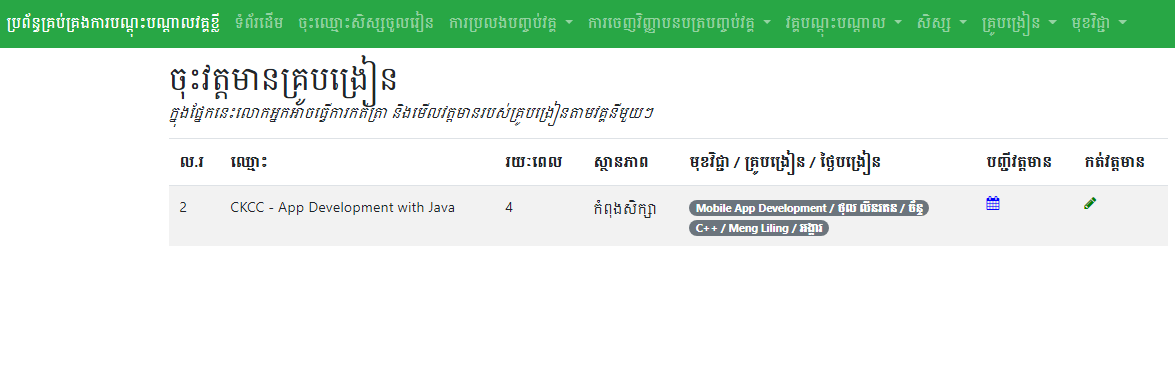 ប្រព័ន្ធគ្រប់គ្រងការបណ្តុះបណ្តាលវគ្គខ្លី ទំព័រដើម ចុះឈ្មោះសិស្សចូលរៀន ការប្រលងបញ្ចប់វគ្គ ការចេញវិញ្ញាបនបត្របញ្ចប់វគ្គ វគ្គបណ្តុះបណ្តាល សិស្ស គ្រូបង្រៀន មុខវិជ្ជា
ចុះវត្តមានគ្រូបង្រៀន
ក្នុងផ្នែកនេះលោកអ្នកអាចធ្វើការកត់ត្រា និងមើលវត្តមានរបស់គ្រូបង្រៀនតាមវគ្គនីមួយៗ
ល.រ ឈ្មោះ រយៈពេល ស្ថានភាព មុខវិជ្ជា / គ្រូបង្រៀន / ថ្ងៃបង្រៀន បញ្ជីវត្តមាន កត់វត្តមាន
2 CKCC - App Development with Java 4 កំពុងសិក្សា Mobile App Development / ថុល លីនរតន / ច័ន្ទ
C++ / Meng Liling / អង្គារ